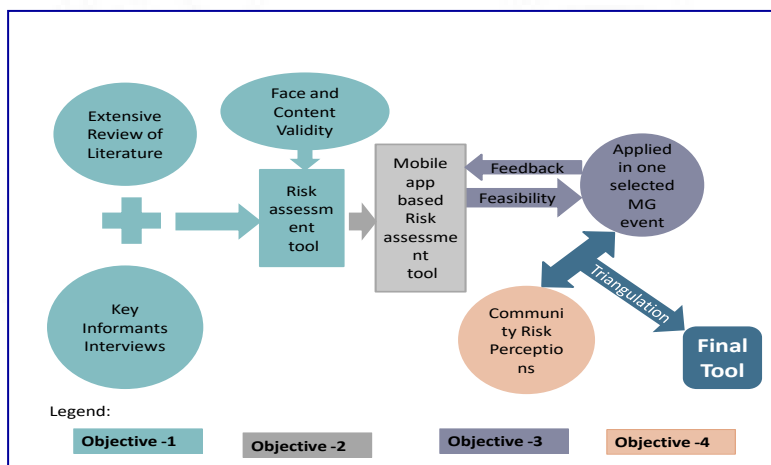 Extensive
Review of
Literature
Face and
Content
Validity
Risk
assessm
ent
tool
Mobile
app
based
Risk
assessme
nt
tool
Feedback
Feasibility
Applied
in one
selected
MG
event
Key
Informants
Interviews
Communi
ty Risk
Perceptio
ns
Triangulation
Final
Tool
Legend:
Objective -1
Objective -2
Objective -3
Objective -4